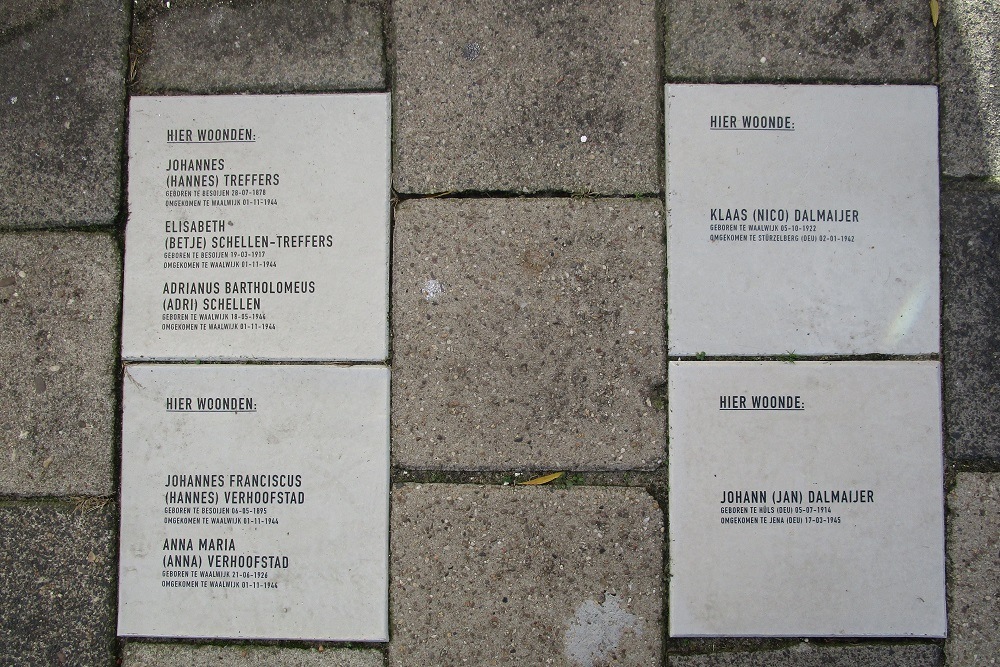 HIER WOONDEN:
JOHANNES
(HANNES) TREFFERS
GEBOREN TE BESOIJEN 28-07-1878
OMGEKOMEN TE WAALWIJK 01-11-1944
ELISABETH
(BETJE) SCHELLEN-TREFFERS
GEBOREN TE BESOIJEN 19-03-1917
OMGEKOMEN TE WAALWIJK 01-11-1944
ADRIANUS BARTHOLOMEUS
(ADRI) SCHELLEN
GEBOREN TE WAALWIJK 18-05-1944
OMGEKOMEN TE WAALWIJK 01-11-1944
HIER WOONDE:
KLAAS (NICO) DALMAIJER
GEBOREN TE WAALWIJK 05-10-1922
OMGEKOMEN TE STÜRZELBERG (DEU) 02-01-1942
HIER WOONDEN:
JOHANNES FRANCISCUS
(HANNES) VERHOOFSTAD
GEBOREN TE BESOIJEN 06-05-1895
OMGEKOMEN TE WAALWIJK 01-11-1944
ANNA MARIA
(ANNA) VERHOOFSTAD
GEBOREN TE WAALWIJK 21-06-1926
OMGEKOMEN TE WAALWIJK 01-11-1944
HIER WOONDE:
JOHANN (JAN) DALMAIJER
GEBOREN TE HÜLS (DEU) 05-07-1914
OMGEKOMEN TE JENA (DEU) 17-03-1945